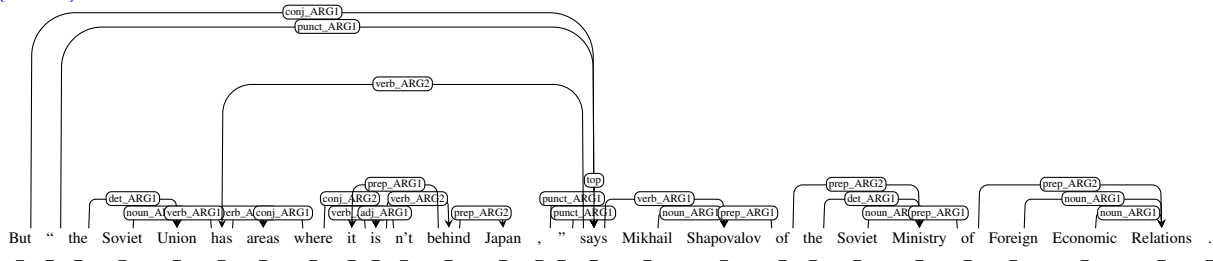 conj_ARG1
punct_ARG1
verb_ARG2
top
prep_ARG1 prep_ARG2 prep_ARG2
det_ARG1 conj_ARG2 verb_ARG2 punct_ARG1 verb_ARG1 det_ARG1 noun_ARG1
verb_ARG1 conj_ARG1 adj_ARG1 prep_ARG2 punct_ARG1 noun_ARG1 prep_ARG1 prep_ARG1 noun_ARG1
But “ the Soviet Union has areas where it is n't behind Japan , ” says Mikhail Shapovalov of the Soviet Ministry of Foreign Economic Relations .